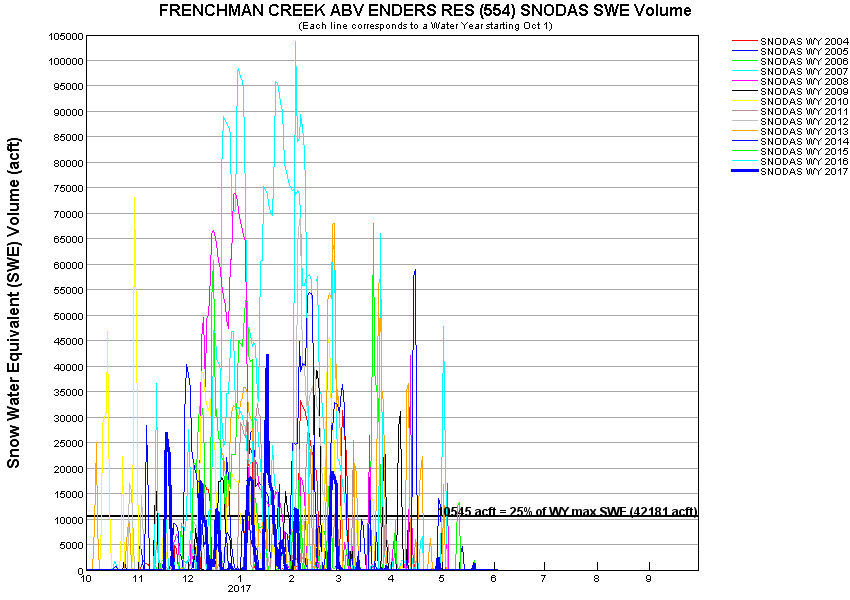 FRENCHMAN CREEK ABV ENDERS RES (554) SNODAS SWE Volume
(Each line corresponds to a Water Year starting Oct 1)
Snow Water Equivalent (SWE) Volume (acft)
105000
100000
95000
90000
85000
80000
75000
70000
65000
60000
55000
50000
45000
40000
35000
30000
25000
20000
15000
10000
5000
0
10545 acft = 25% of WY max SWE (42181 acft)
10 11 12 1 2 3 4 5 6 7 8 9
2017
SNODAS WY 2004
SNODAS WY 2005
SNODAS WY 2006
SNODAS WY 2007
SNODAS WY 2008
SNODAS WY 2009
SNODAS WY 2010
SNODAS WY 2011
SNODAS WY 2012
SNODAS WY 2013
SNODAS WY 2014
SNODAS WY 2015
SNODAS WY 2016
SNODAS WY 2017